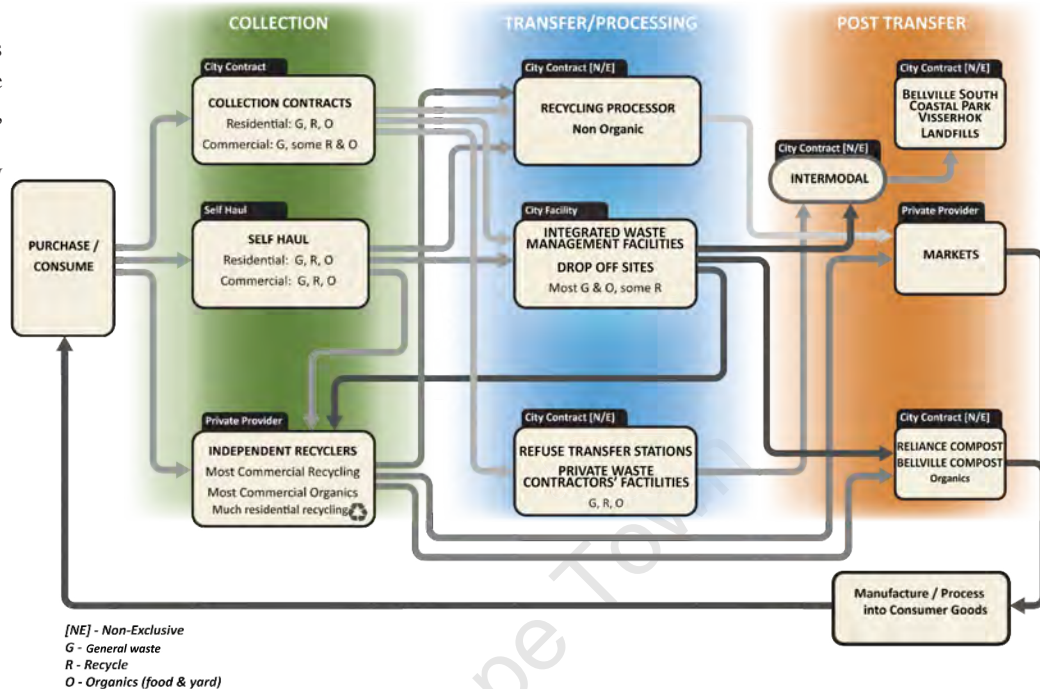 COLLECTION
TRANSFER/PROCESSING
POST TRANSFER
PURCHASE /
CONSUME
City Contract
COLLECTION CONTRACTS
Residential: G, R, O
Commercial: G, some R & O
Self Haul
SELF HAUL
Residential: G, R, O
Commercial: G, R, O
Private Provider
INDEPENDENT RECYCLERS
Most Commercial Recycling
Most Commercial Organics
Much residential recycling
City Contract [N/E]
RECYCLING PROCESSOR
Non Organic
City Facility
INTEGRATED WASTE
MANAGEMENT FACILITIES
DROP OFF SITES
Most G & O, some R
City Contract [N/E]
REFUSE TRANSFER STATIONS
PRIVATE WASTE
CONTRACTORS' FACILITIES
G, R, O
City Contract [N/E]
INTERMODAL
City Contract [N/E]
BELLVILLE SOUTH
COASTAL PARK
VISSERHOK
LANDFILLS
Private Provider
MARKETS
City Contract [N/E]
RELIANCE COMPOST
BELLVILLE COMPOST
Organics
Manufacture / Process
into Consumer Goods
[NE] - Non-Exclusive
G - General waste
R - Recycle
O - Organics (food & yard)